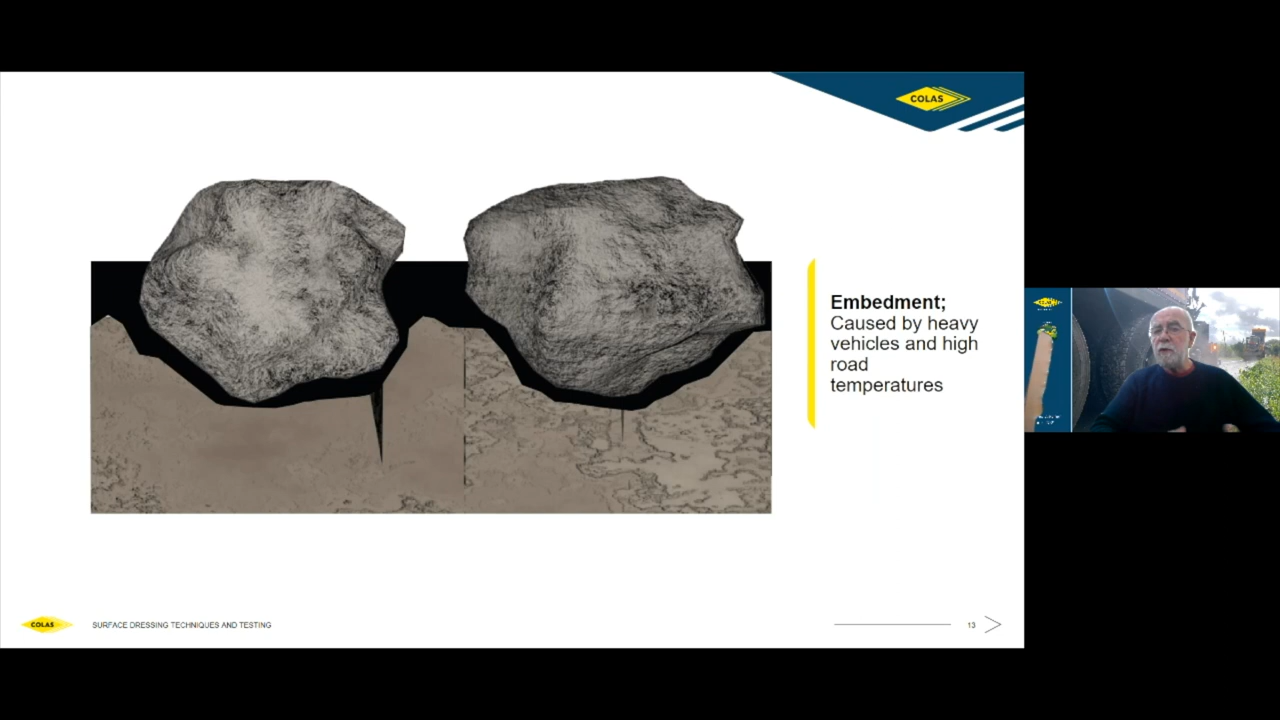 COLAS
Embedment;
Caused by heavy
vehicles and high
road
temperatures
COLAS
SURFACE DRESSING TECHNIQUES AND TESTING
13